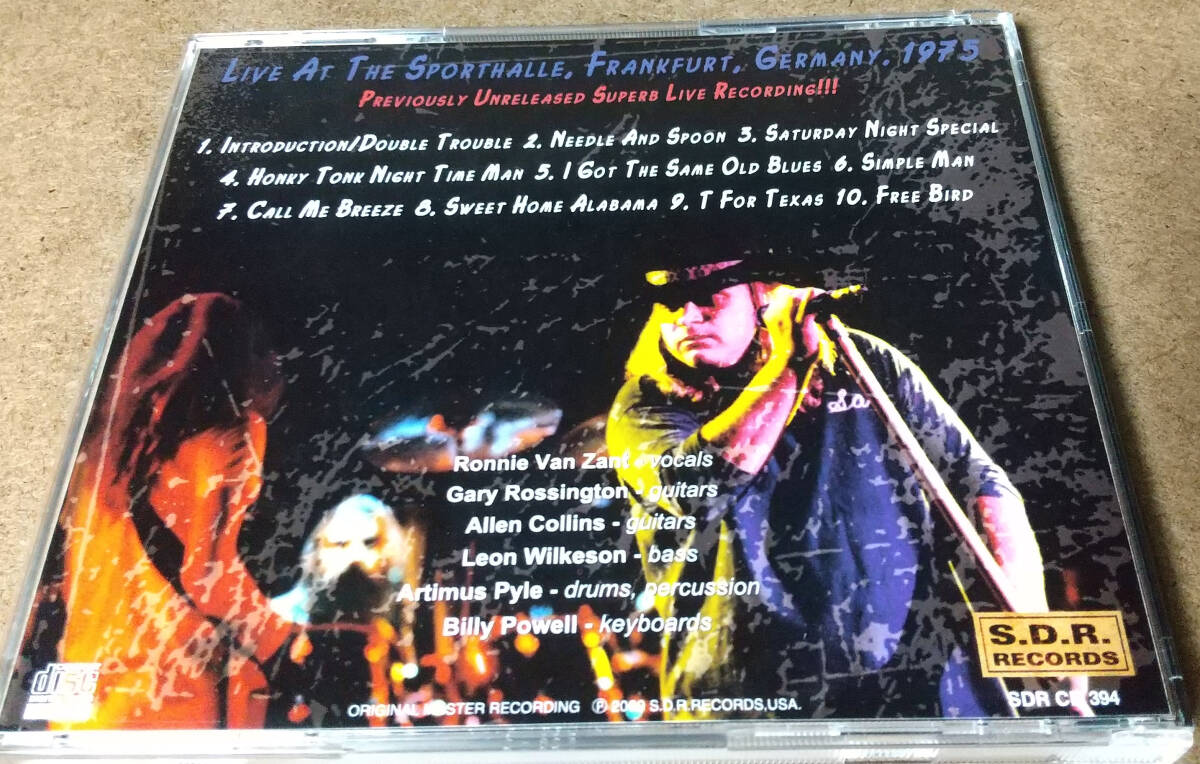 LIVE AT THE SPORTHALLE, FRANKFURT, GERMANY, 1975
PREVIOUSLY UNRELEASED SUPERB LIVE RECORDING!!!
1. INTRODUCTION/DOUBLE TROUBLE 2. NEEDLE AND SPOON 3. SATURDAY NIGHT SPECIAL
4. HONKY TONK NIGHT TIME MAN 5. I GOT THE SAME OLD BLUES 6. SIMPLE MAN
7. CALL ME BREEZE 8. SWEET HOME ALABAMA 9. T FOR TEXAS 10. FREE BIRD
Ronnie Van Zant - vocals
Gary Rossington - guitars
Allen Collins - guitars
Leon Wilkeson - bass
Artimus Pyle - drums, percussion
Billy Powell - keyboards
S.D.R.
RECORDS
disc
ORIGINAL MASTER RECORDING ℗ S.D.R.RECORDS,USA.
SDR CD 394